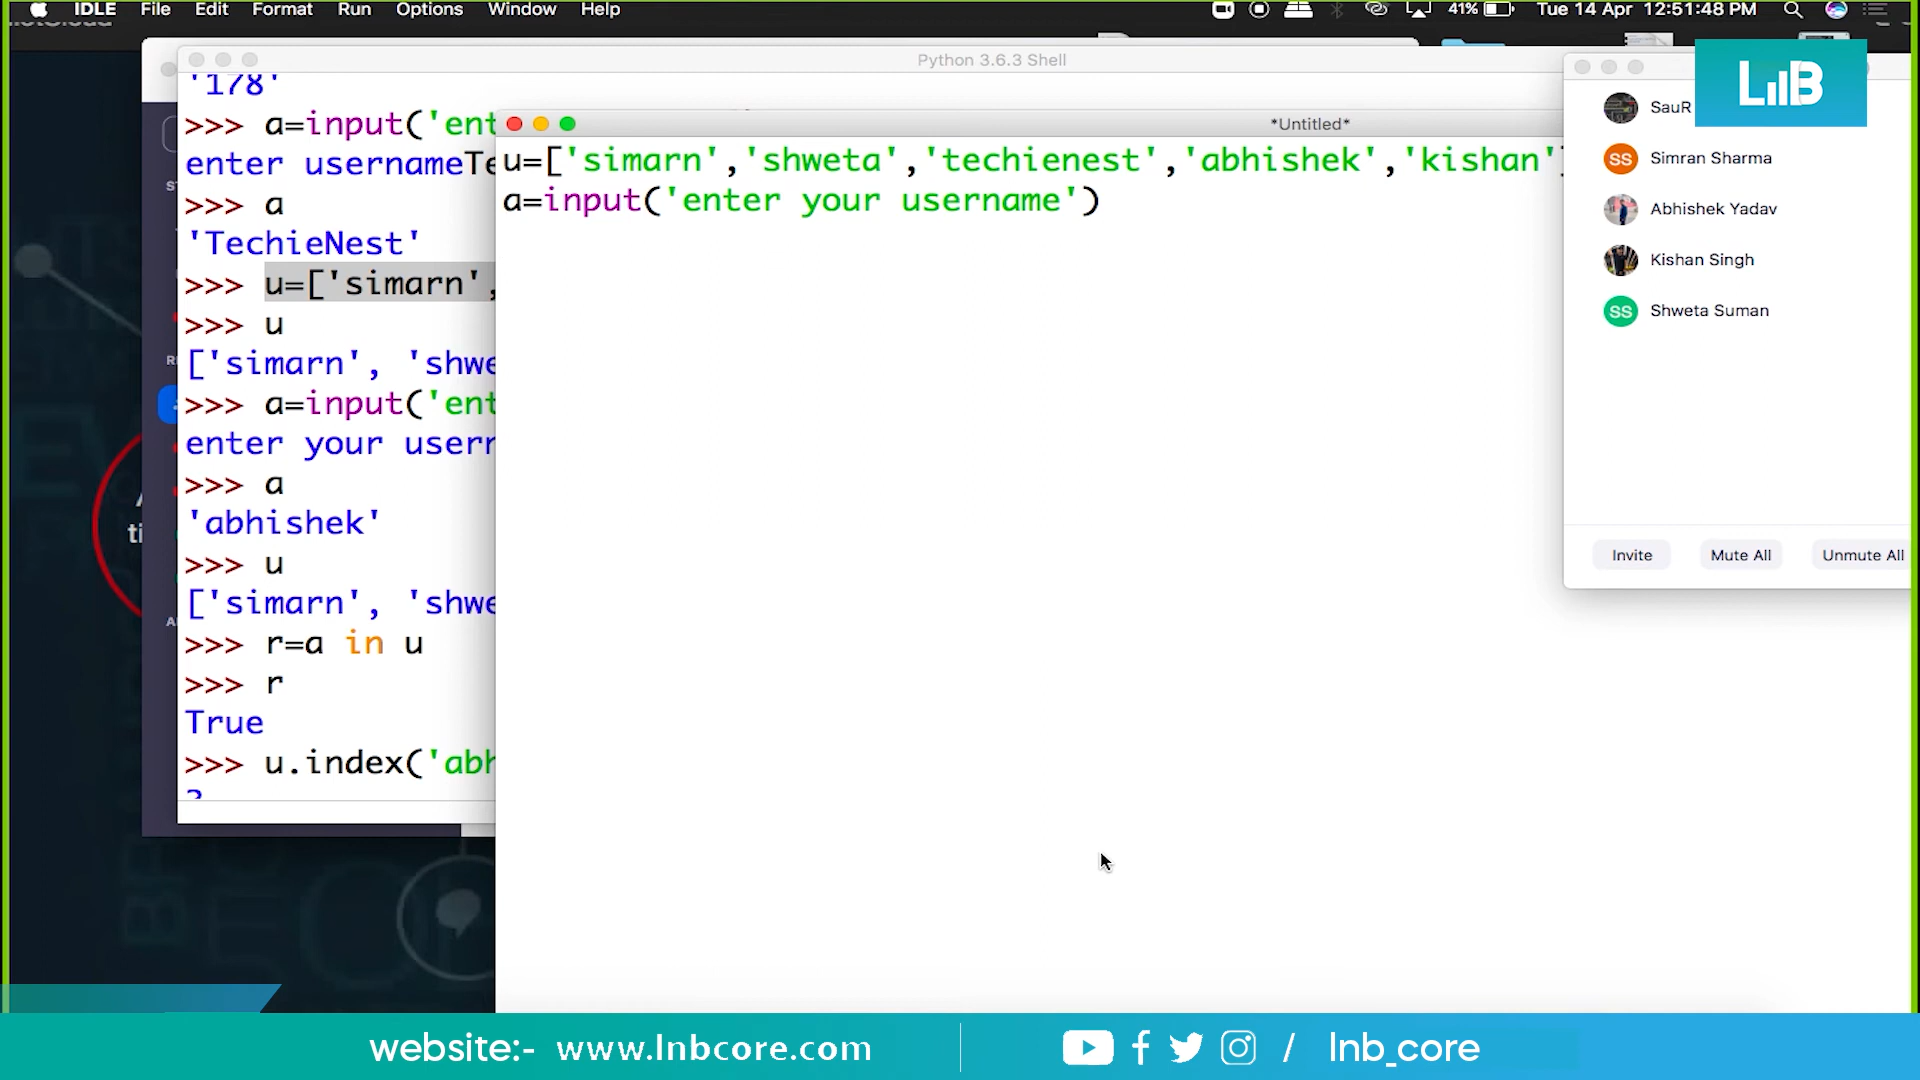 IDLE File Edit Format Run Options Window Help 41% Tue 14 Apr 12:51:48 PM
Python 3.6.3 Shell
'178'
>>> a=input('ent
enter usernameTe
>>> a
'TechieNest'
>>> u=['simarn',
>>> u
['simarn', 'shwe
>>> a=input('ent
enter your usern
>>> a
'abhishek'
>>> u
['simarn', 'shwe
>>> r=a in u
>>> r
True
>>> u.index('abh
*Untitled*
u=['simarn','shweta','techienest','abhishek','kishan']
a=input('enter your username')
LNB
SauR
SS Simran Sharma
Abhishek Yadav
Kishan Singh
SS Shweta Suman
Invite Mute All Unmute All
website:- www.lnbcore.com / lnb_core